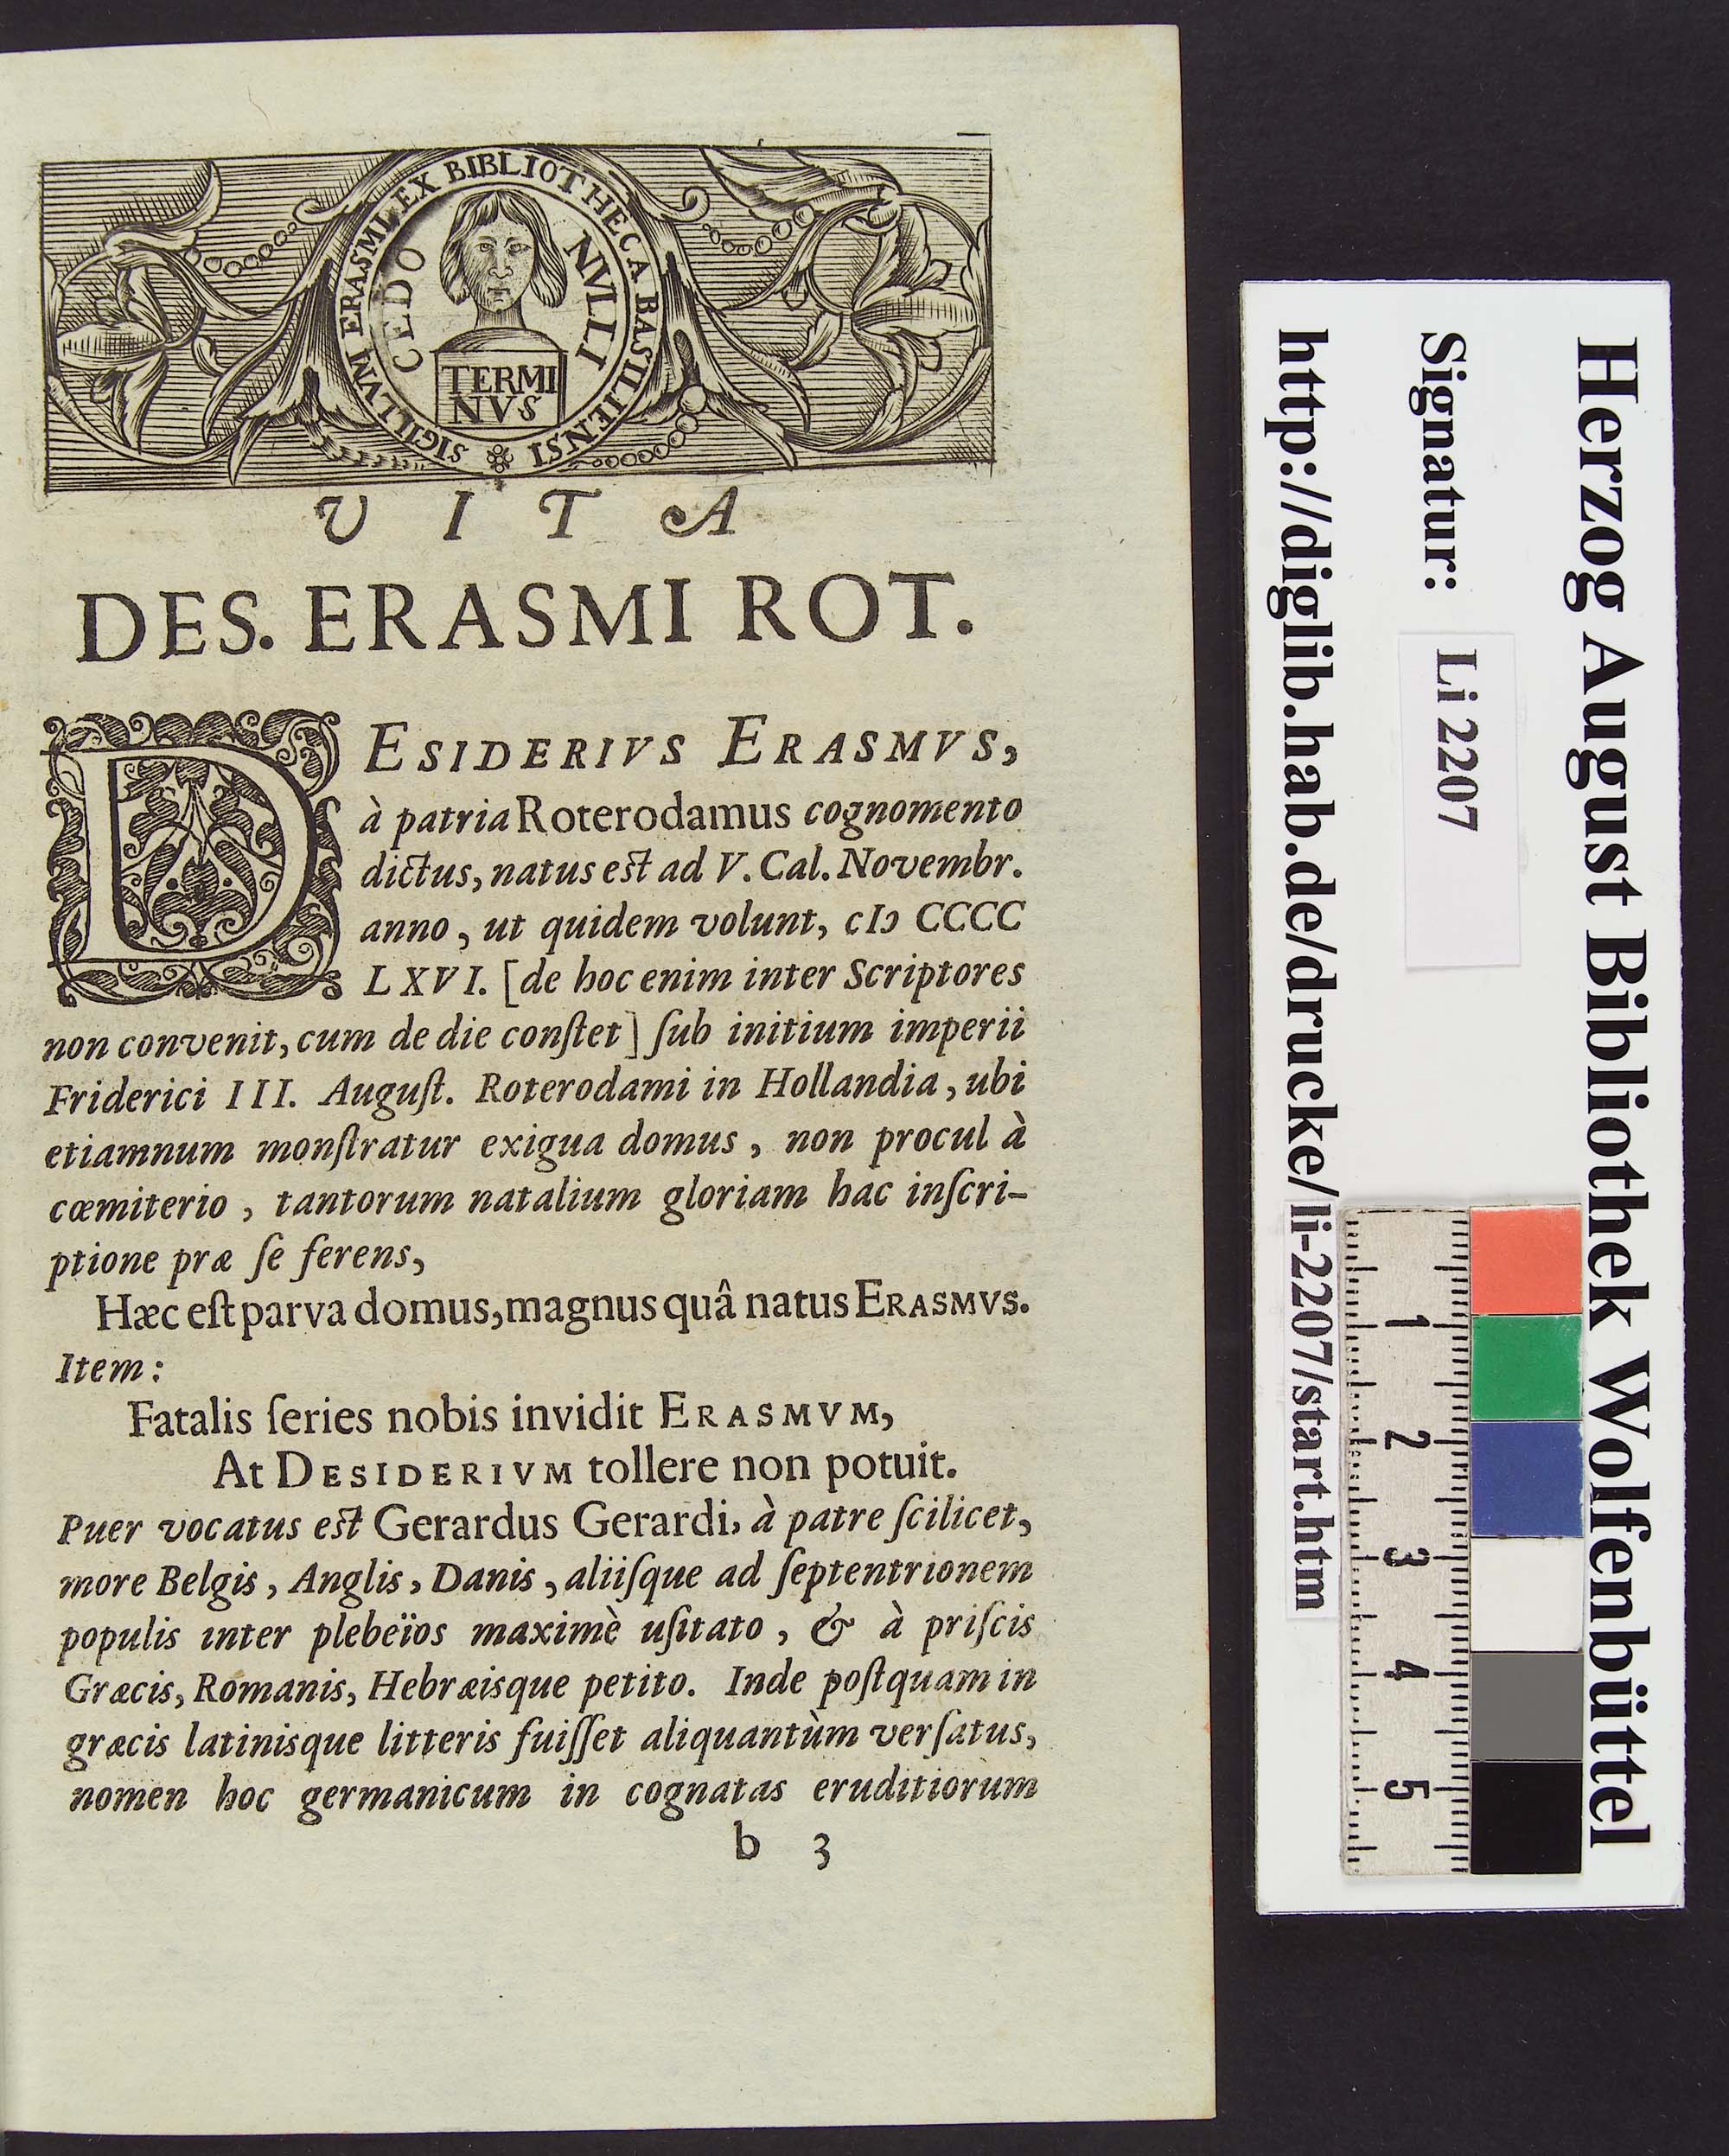 SIGILLVM ERASMI. EX BIBLIOTHECA BASILIENSI
CEDO NVLLI
TERMI
NVS
VITA
DES. ERASMI ROT.
DESIDERIVS ERASMVS,
à patria Roterodamus cognomento
dictus, natus est ad V. Cal. Novembr.
anno, ut quidem volunt, cIↄ CCCC
LXVI. [de hoc enim inter Scriptores
non convenit, cum de die conſtet] ſub initium imperii
Friderici III. Auguſt. Roterodami in Hollandia, ubi
etiamnum monſtratur exigua domus, non procul à
cœmiterio, tantorum natalium gloriam hac inſcri-
ptione præ ſe ferens,
Hæc eſt parva domus, magnus quâ natus ERASMVS.
Item:
Fatalis ſeries nobis invidit ERASMVM,
At DESIDERIVM tollere non potuit.
Puer vocatus est Gerardus Gerardi, à patre ſcilicet,
more Belgis, Anglis, Danis, aliiſque ad ſeptentrionem
populis inter plebeïos maximè uſitato, & à priſcis
Græcis, Romanis, Hebræisque petito. Inde poſtquam in
græcis latinisque litteris fuiſſet aliquantùm verſatus,
nomen hoc germanicum in cognatas eruditiorum
b 3
Herzog August Bibliothek Wolfenbüttel
Signatur: Li 2207
http://diglib.hab.de/drucke/li-2207/start.htm
1 2 3 4 5